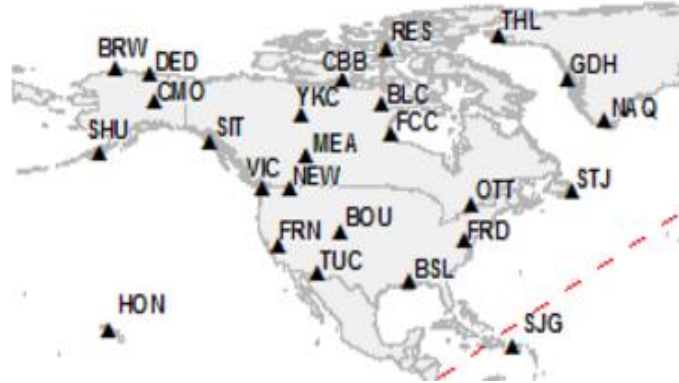 THL
RES
BRW
DED
CBB
GDH
CMO
YKC
BLC
NAQ
FCC
SHU
SIT
MEA
VIC
NEW
OTT
STJ
BOU
FRN
FRD
TUC
BSL
HON
SJG